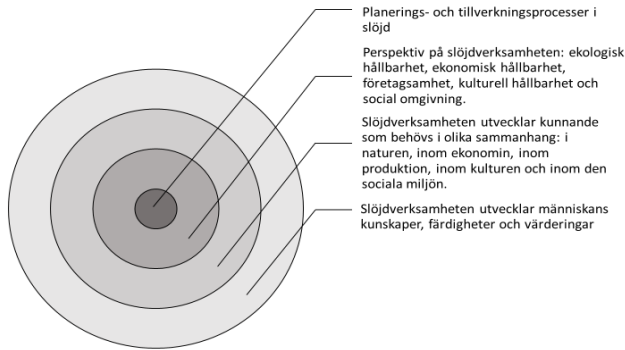 Planerings- och tillverkningsprocesser i
slöjd
Perspektiv på slöjdverksamheten: ekologisk
hållbarhet, ekonomisk hållbarhet,
företagsamhet, kulturell hållbarhet och
social omgivning.
Slöjdverksamheten utvecklar kunnande
som behövs i olika sammanhang: i
naturen, inom ekonomin, inom
produktion, inom kulturen och inom den
sociala miljön.
Slöjdverksamheten utvecklar människans
kunskaper, färdigheter och värderingar